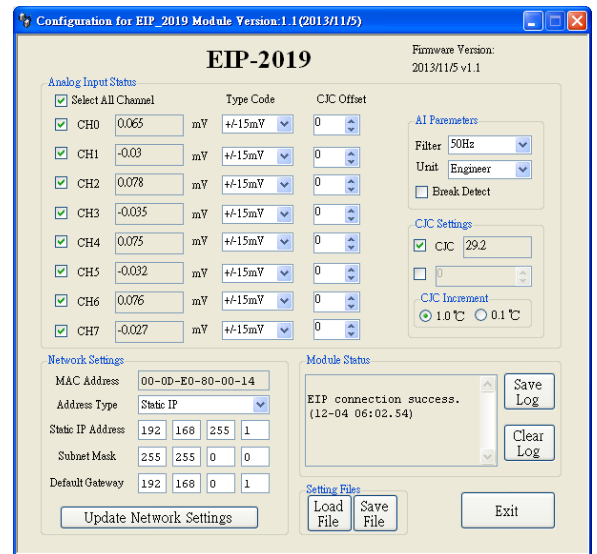 Configuration for EIP_2019 Module Version:1.1(2013/11/5)
EIP-2019
Firmware Version:
2013/11/5 v1.1
Analog Input Status
Select All Channel Type Code CJC Offset
CH0 0.065 mV +/-15mV 0
CH1 -0.03 mV +/-15mV 0
CH2 0.078 mV +/-15mV 0
CH3 -0.035 mV +/-15mV 0
CH4 0.075 mV +/-15mV 0
CH5 -0.032 mV +/-15mV 0
CH6 0.076 mV +/-15mV 0
CH7 -0.027 mV +/-15mV 0
AI Paremeters
Filter 50Hz
Unit Engineer
Break Detect
CJC Settings
CJC 29.2
0
CJC Increment
1.0 °C 0.1 °C
Network Settings
MAC Address 00-0D-E0-80-00-14
Address Type Static IP
Static IP Address 192 168 255 1
Subnet Mask 255 255 0 0
Default Gateway 192 168 0 1
Update Network Settings
Module Status
EIP connection success.
(12-04 06:02.54)
Save
Log
Clear
Log
Setting Files
Load
File
Save
File
Exit